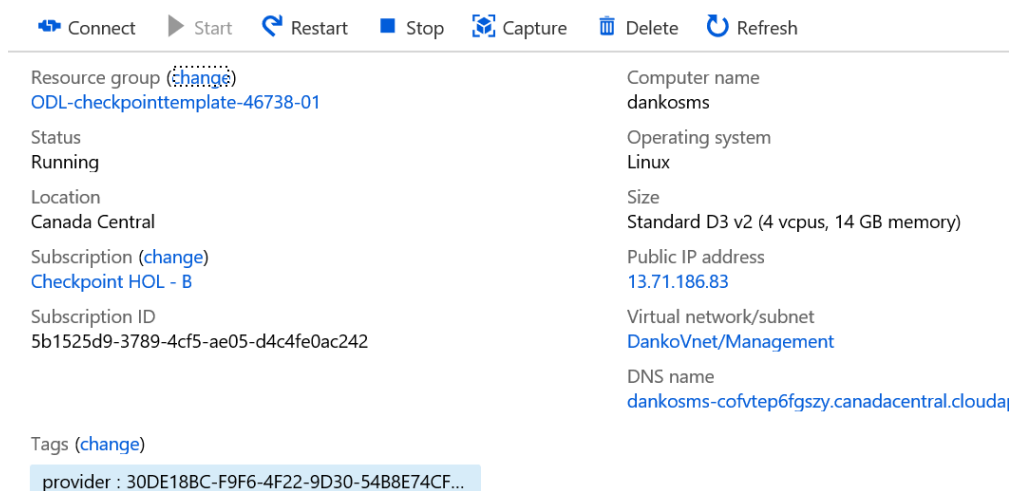 Connect Start Restart Stop Capture Delete Refresh
Resource group (change)
ODL-checkpointtemplate-46738-01
Status
Running
Location
Canada Central
Subscription (change)
Checkpoint HOL - B
Subscription ID
5b1525d9-3789-4cf5-ae05-d4c4fe0ac242
Computer name
dankosms
Operating system
Linux
Size
Standard D3 v2 (4 vcpus, 14 GB memory)
Public IP address
13.71.186.83
Virtual network/subnet
DankoVnet/Management
DNS name
dankosms-cofvtep6fgszy.canadacentral.clouda
Tags (change)
provider : 30DE18BC-F9F6-4F22-9D30-54B8E74CF...